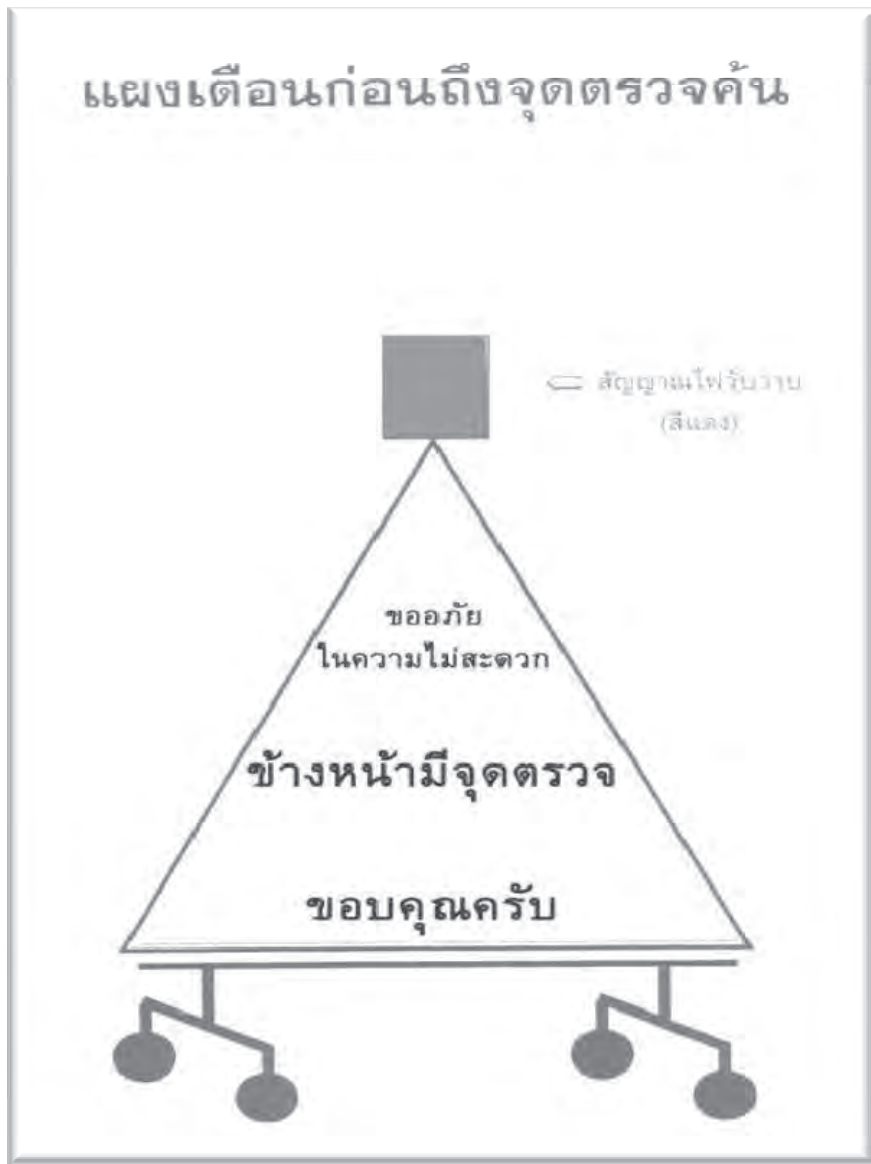 แผงเตือนก่อนถึงจุดตรวจค้น
สัญญาณไฟวับวาบ
(สีแดง)
ขออภัย
ในความไม่สะดวก
ข้างหน้ามีจุดตรวจ
ขอบคุณครับ